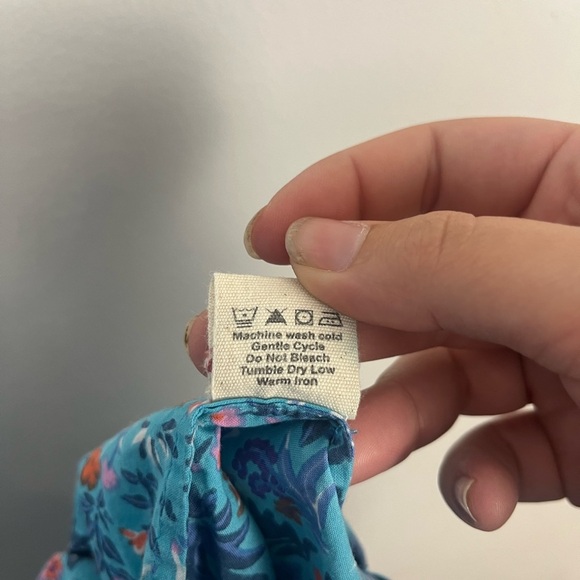 Machine wash cold
Gentle Cycle
Do Not Bleach
Tumble Dry Low
Warm Iron